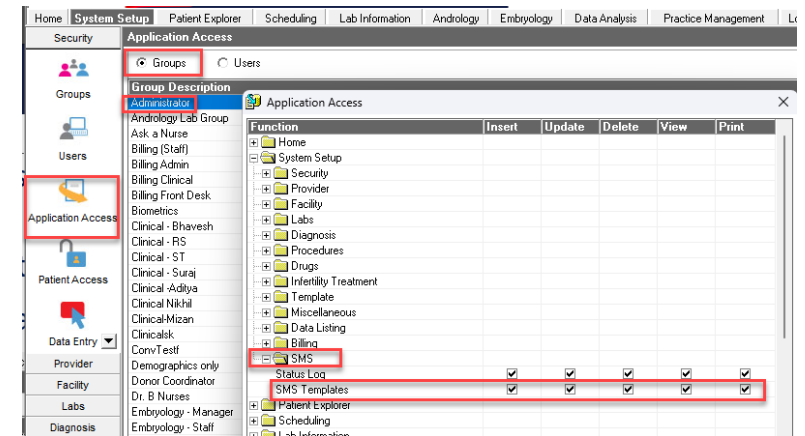 Home System Setup Patient Explorer Scheduling Lab Information Andrology Embryology Data Analysis Practice Management
Security
Groups
Users
Application Access
Patient Access
Data Entry
Provider
Facility
Labs
Diagnosis
Application Access
Groups Users
Group Description
Administrator
Andrology Lab Group
Ask a Nurse
Billing (Staff)
Billing Admin
Billing Clinical
Billing Front Desk
Biometrics
Clinical - Bhavesh
Clinical - RS
Clinical - ST
Clinical - Suraj
Clinical -Aditya
Clinical Nikhil
Clinical-Mizan
Clinicalsk
ConvTestf
Demographics only
Donor Coordinator
Dr. B Nurses
Embryology - Manager
Embryology - Staff
Application Access
Function Insert Update Delete View Print
Home
System Setup
Security
Provider
Facility
Labs
Diagnosis
Procedures
Drugs
Infertility Treatment
Template
Miscellaneous
Data Listing
Billing
SMS
Status Log
SMS Templates
Patient Explorer
Scheduling
Lab Information